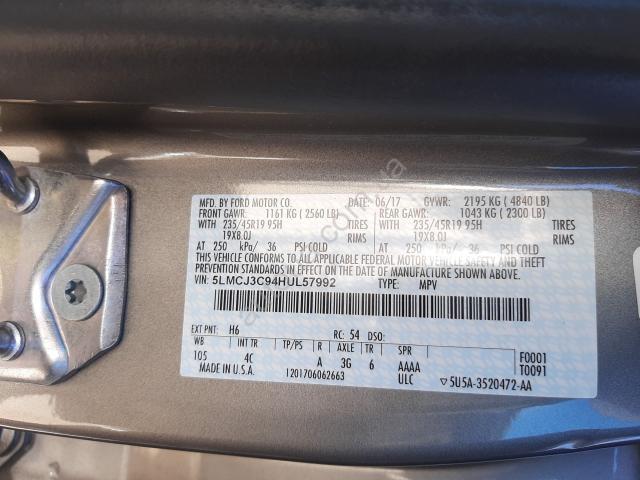 MFD. BY FORD MOTOR CO. DATE: 06/17 GVWR: 2195 KG ( 4840 LB)
FRONT GAWR: 1161 KG ( 2560 LB) REAR GAWR: 1043 KG ( 2300 LB)
235/45R19 95H TIRES 235/45R19 95H TIRES
19X8.0J RIMS 19X8.0J RIMS
AT 250 kPa/ 36 PSI COLD AT 250 kPa/ 36 PSI COLD
THIS VEHICLE CONFORMS TO ALL APPLICABLE FEDERAL MOTOR VEHICLE SAFETY AND THEFT
PREVENTION STANDARDS IN EFFECT ON THE DATE OF MANUFACTURE SHOWN ABOVE.
VIN: 5LMCJ3C94HUL57992 TYPE: MPV
EXT PNT: H6 RC: 54 DSO: F0001
WB INT TR TP/PS R AXLE TR SPR T0091
105 4C A 3G 6 AAAA
MADE IN U.S.A. 1201706062663 ULC ▽5U5A-3520472-AA